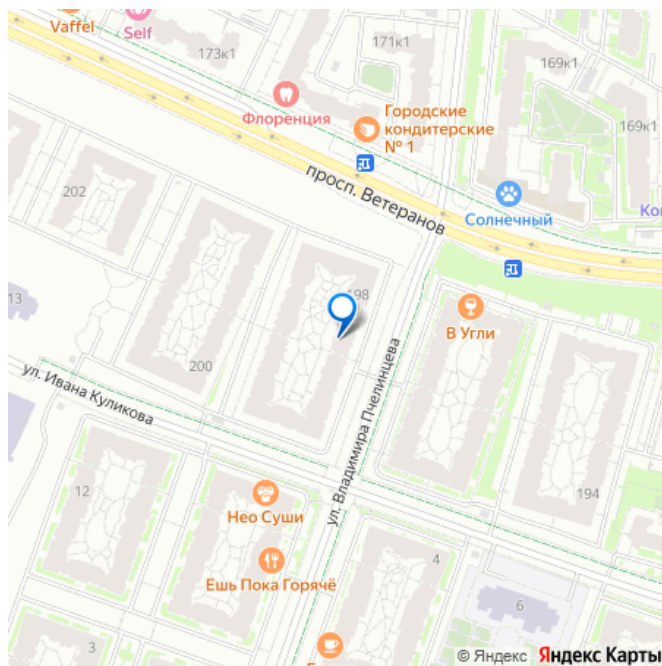 Vaffel
Self
173к1
171к1
169к1
169к1
Флоренция
Городские
кондитерские
№ 1
просп. Ветеранов
Солнечный
202
198
13
В Угли
200
ул. Ивана Куликова
ул. Владимира Пчелинцева
12
194
Нео Суши
Ешь Пока Горячё
4
6
3
© Яндекс Яндекс Карты